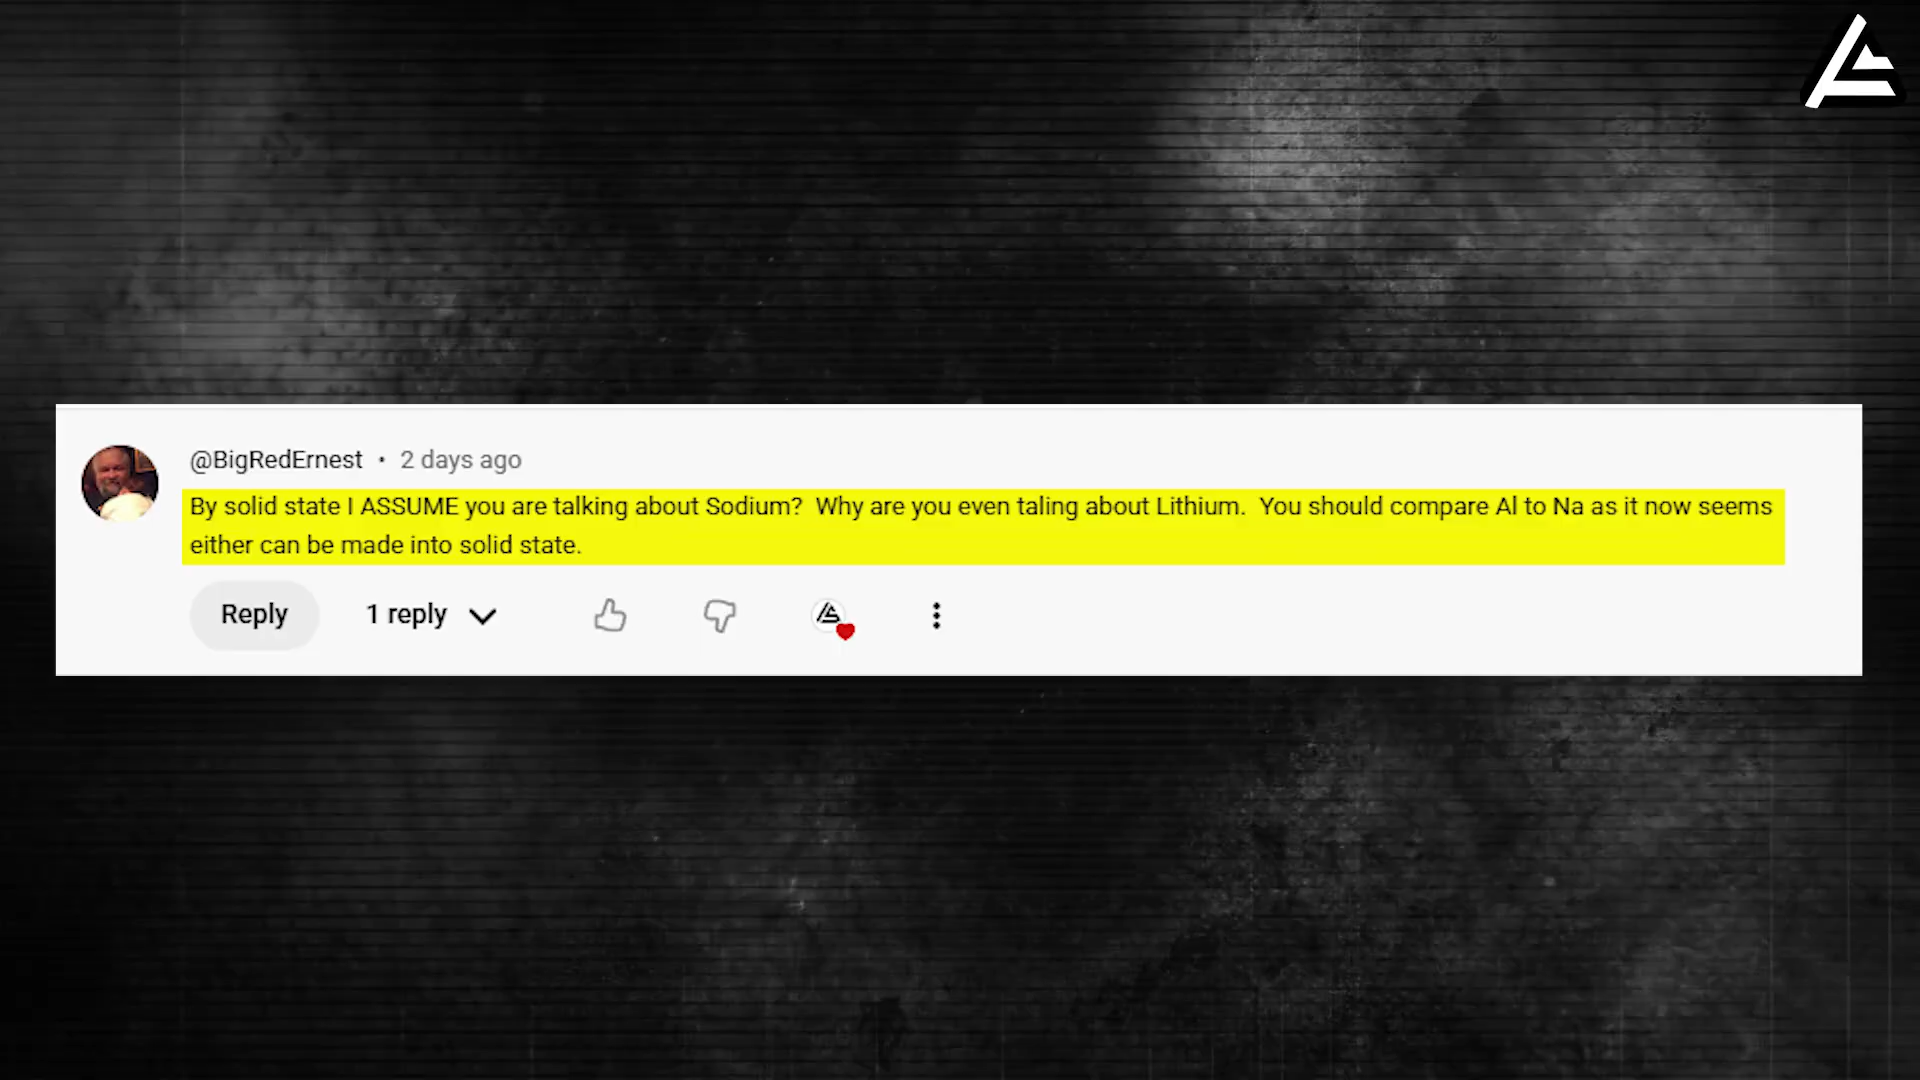 @BigRedErnest • 2 days ago
By solid state I ASSUME you are talking about Sodium?  Why are you even taling about Lithium.  You should compare Al to Na as it now seems
either can be made into solid state.
Reply 1 reply